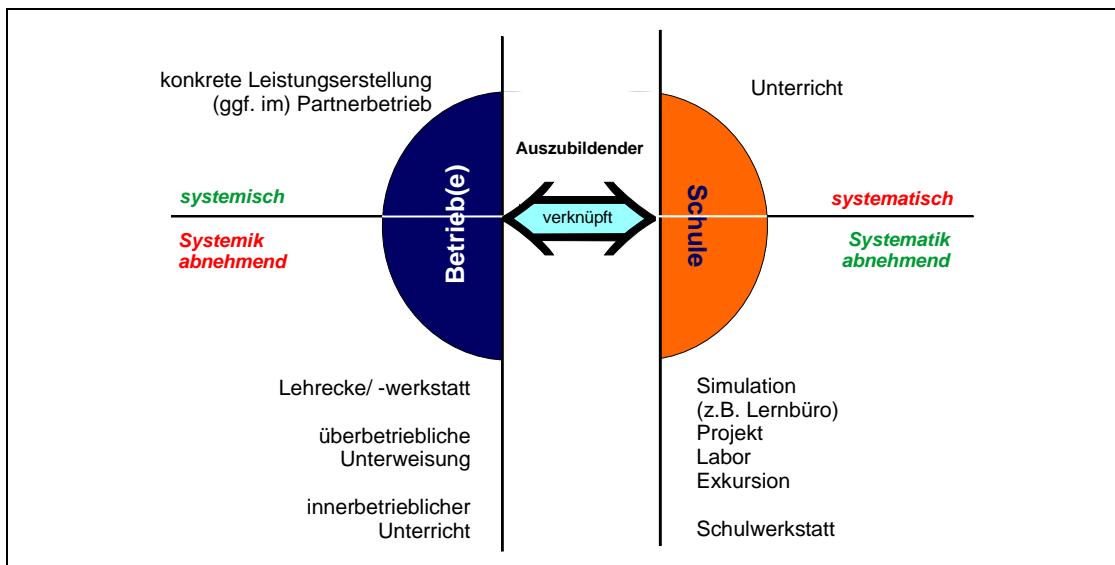 konkrete Leistungserstellung
(ggf. im) Partnerbetrieb
systemisch
Systemik
abnehmend
Betrieb(e)
Lehrecke/ -werkstatt
überbetriebliche
Unterweisung
innerbetrieblicher
Unterricht
Auszubildender
verknüpft
Unterricht
Schule
systematisch
Systematik
abnehmend
Simulation
(z.B. Lernbüro)
Projekt
Labor
Exkursion
Schulwerkstatt